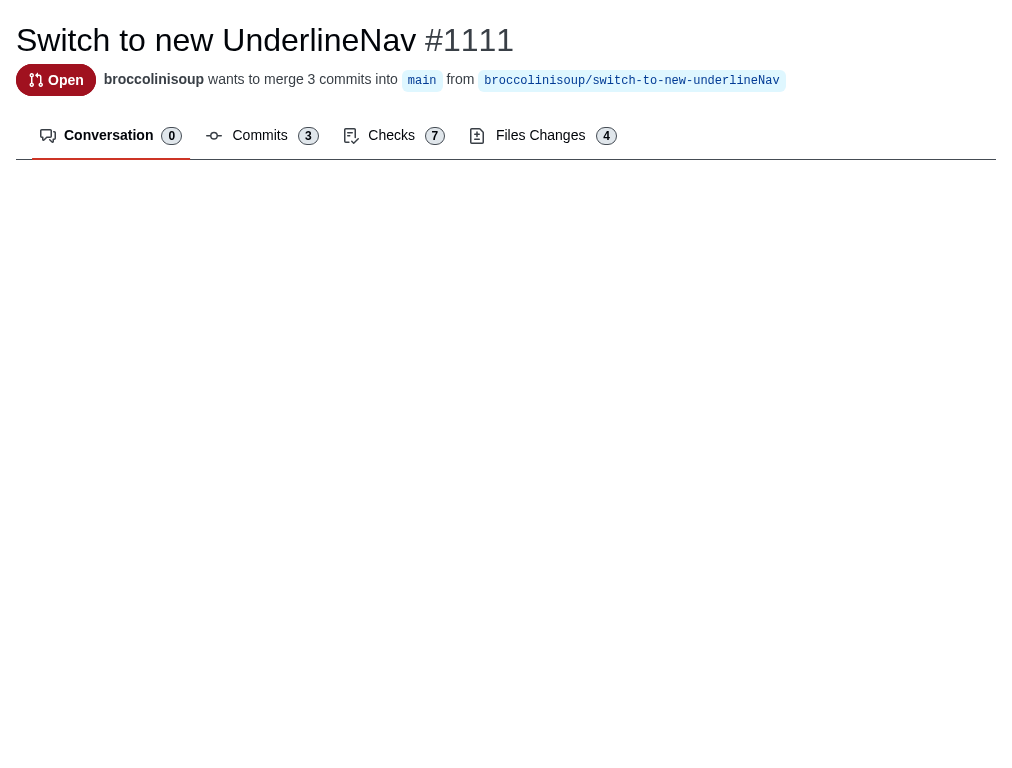 Switch to new UnderlineNav #1111
Open broccolinisoup wants to merge 3 commits into main from broccolinisoup/switch-to-new-underlineNav
Conversation 0 Commits 3 Checks 7 Files Changes 4